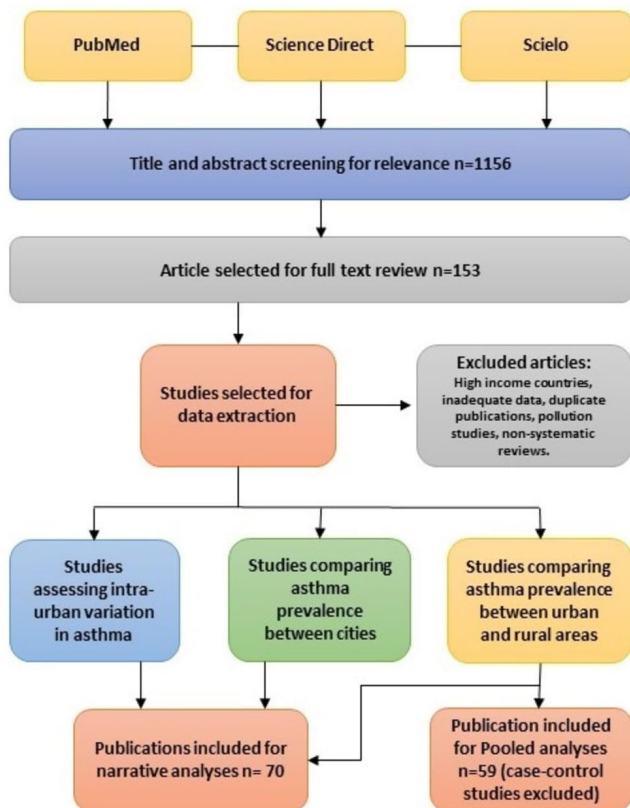 PubMed
Science Direct
Scielo
Title and abstract screening for relevance n=1156
Article selected for full text review n=153
Studies selected for
data extraction
Excluded articles:
High income countries,
inadequate data, duplicate
publications, pollution
studies, non-systematic
reviews.
Studies
assessing intra-
urban variation
in asthma
Studies comparing
asthma
prevalence
between cities
Studies comparing
asthma prevalence
between urban
and rural areas
Publications included for
narrative analyses n= 70
Publication included
for Pooled analyses
n=59 (case-control
studies excluded)